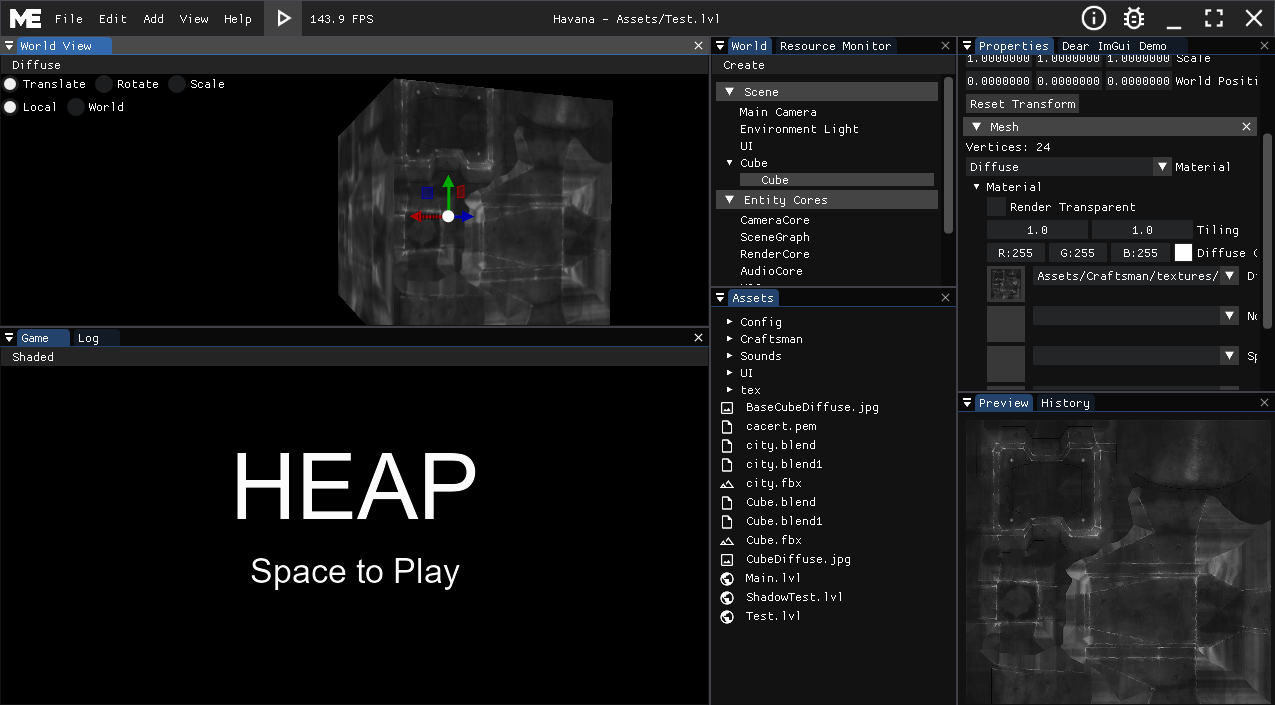 ME File Edit Add View Help 143.9 FPS Havana - Assets/Test.lvl
World View
Diffuse
Translate Rotate Scale
Local World
Game Log
Shaded
HEAP
Space to Play
World Resource Monitor
Create
Scene
Main Camera
Environment Light
UI
Cube
Cube
Entity Cores
CameraCore
SceneGraph
RenderCore
AudioCore
Assets
Config
Craftsman
Sounds
UI
tex
BaseCubeDiffuse.jpg
cacert.pem
city.blend
city.blend1
city.fbx
Cube.blend
Cube.blend1
Cube.fbx
CubeDiffuse.jpg
Main.lvl
ShadowTest.lvl
Test.lvl
Properties Dear ImGui Demo
1.0000000 1.0000000 1.0000000 Scale
0.0000000 0.0000000 0.0000000 World Positi
Reset Transform
Mesh
Vertices: 24
Diffuse Material
Material
Render Transparent
1.0 1.0 Tiling
R:255 G:255 B:255 Diffuse
Assets/Craftsman/textures/
Preview History